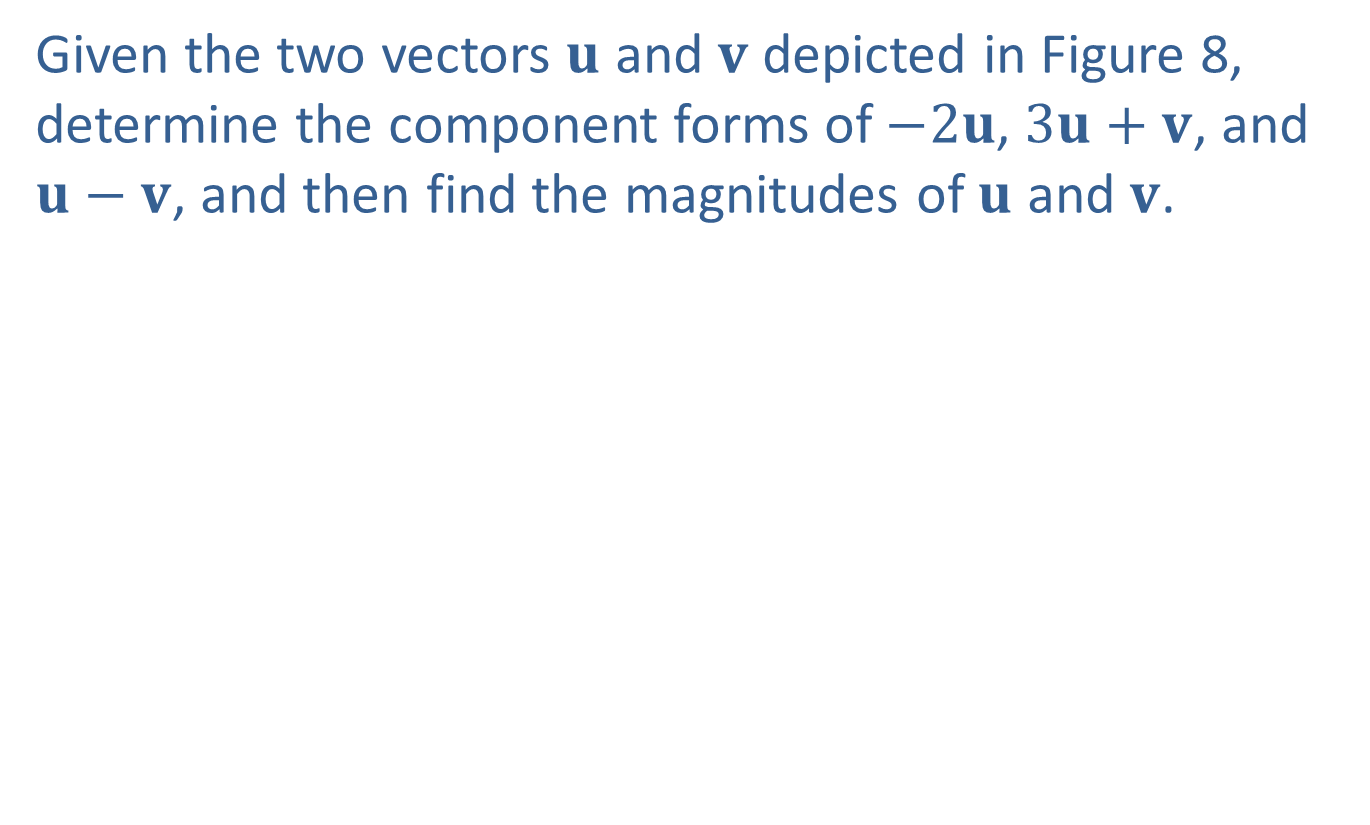 Given the two vectors u and v depicted in Figure 8,
determine the component forms of −2u, 3u + v, and
u − v, and then find the magnitudes of u and v.